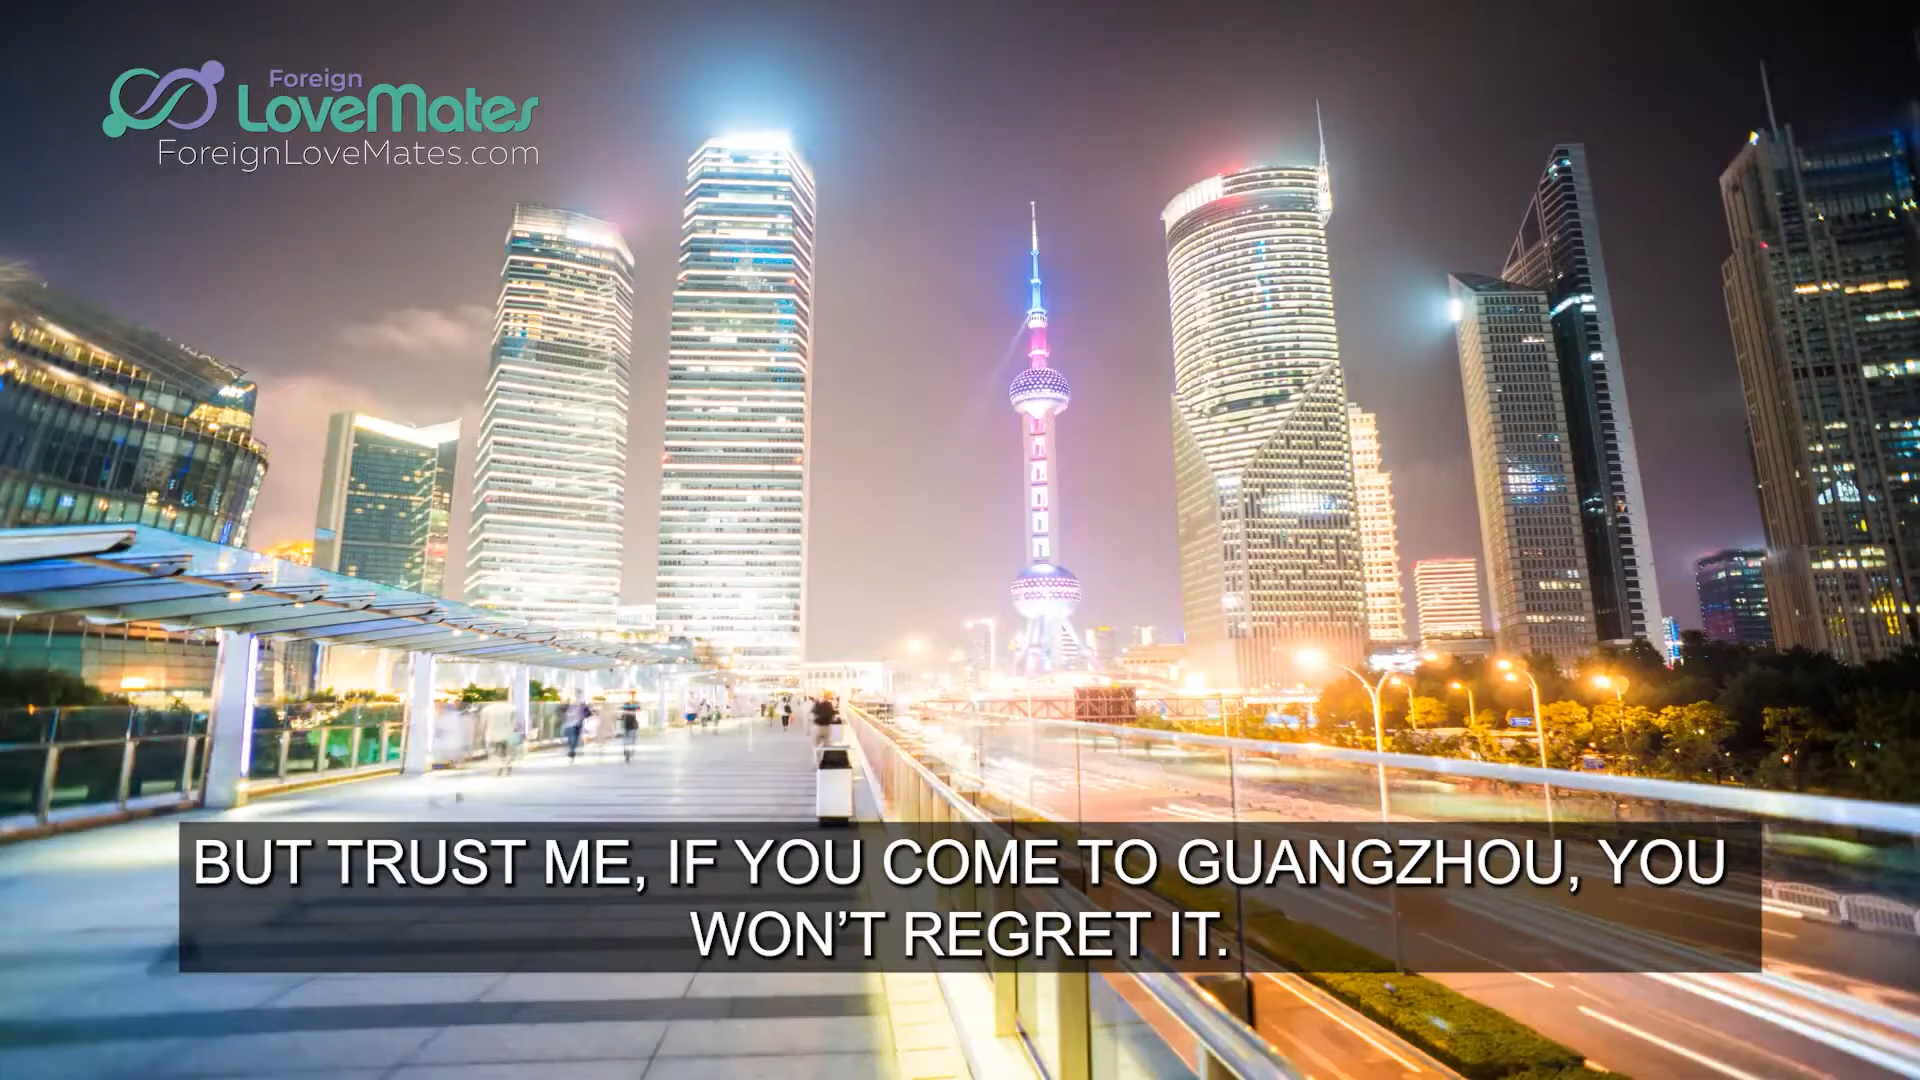 Foreign
LoveMates
ForeignLoveMates.com
BUT TRUST ME, IF YOU COME TO GUANGZHOU, YOU
WON’T REGRET IT.